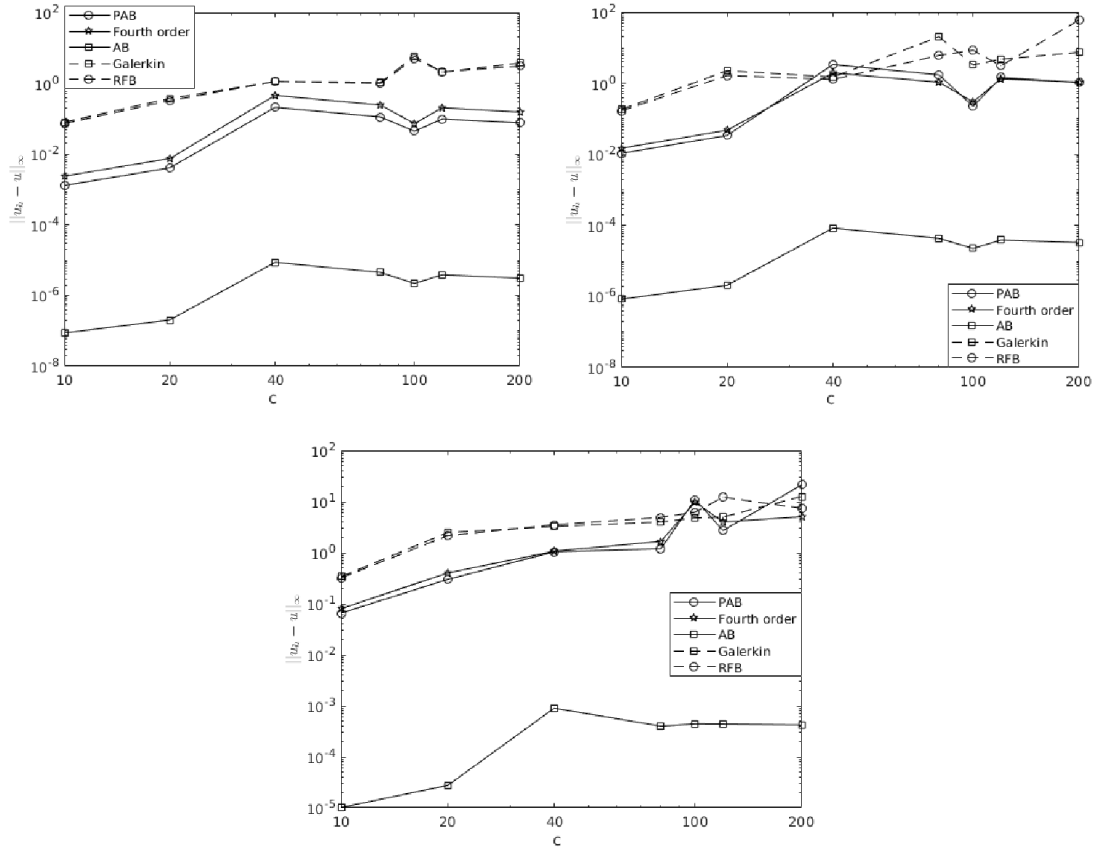 10^2
10^0
10^-2
10^-4
10^-6
10^-8
||u_h − u||_∞
PAB
Fourth order
AB
Galerkin
RFB
10 20 40 100 200
c
10^2
10^0
10^-2
10^-4
10^-6
10^-8
||u_h − u||_∞
PAB
Fourth order
AB
Galerkin
RFB
10 20 40 100 200
c
10^2
10^1
10^0
10^-1
10^-2
10^-3
10^-4
10^-5
||u_h − u||_∞
PAB
Fourth order
AB
Galerkin
RFB
10 20 40 100 200
c